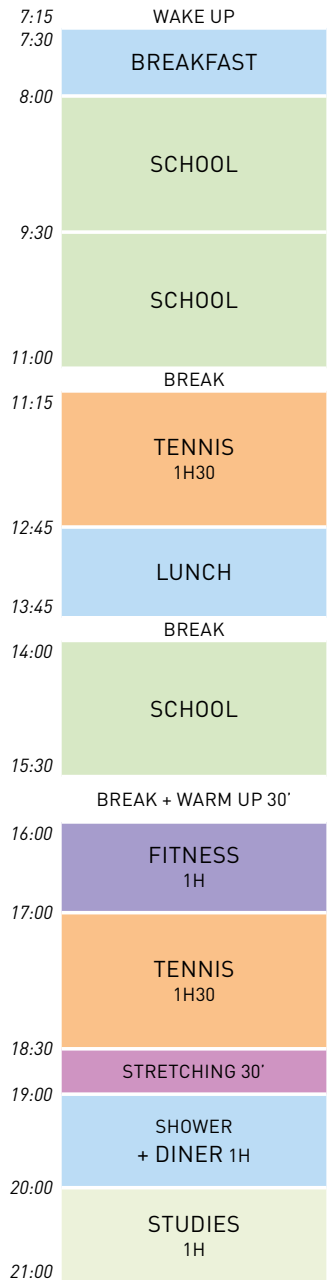 7:15 WAKE UP
7:30
BREAKFAST
8:00
SCHOOL
9:30
SCHOOL
11:00
BREAK
11:15
TENNIS
1H30
12:45
LUNCH
13:45
BREAK
14:00
SCHOOL
15:30
BREAK + WARM UP 30’
16:00
FITNESS
1H
17:00
TENNIS
1H30
18:30
STRETCHING 30’
19:00
SHOWER
+ DINER 1H
20:00
STUDIES
1H
21:00